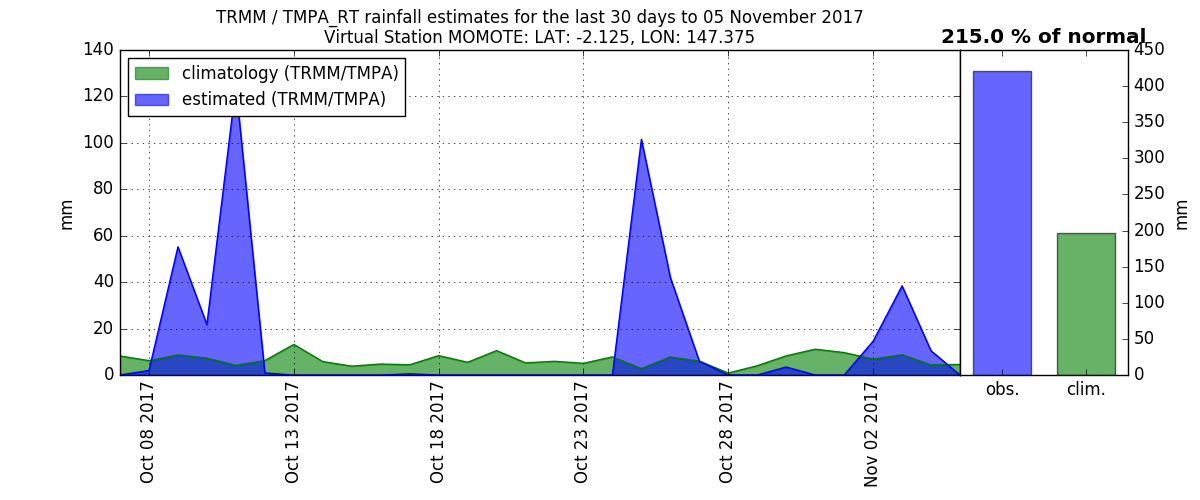 TRMM / TMPA_RT rainfall estimates for the last 30 days to 05 November 2017
Virtual Station MOMOTE: LAT: -2.125, LON: 147.375
215.0 % of normal
climatology (TRMM/TMPA)
estimated (TRMM/TMPA)
mm
140
120
100
80
60
40
20
0
Oct 08 2017
Oct 13 2017
Oct 18 2017
Oct 23 2017
Oct 28 2017
Nov 02 2017
450
400
350
300
250
200
150
100
50
0
mm
obs.
clim.